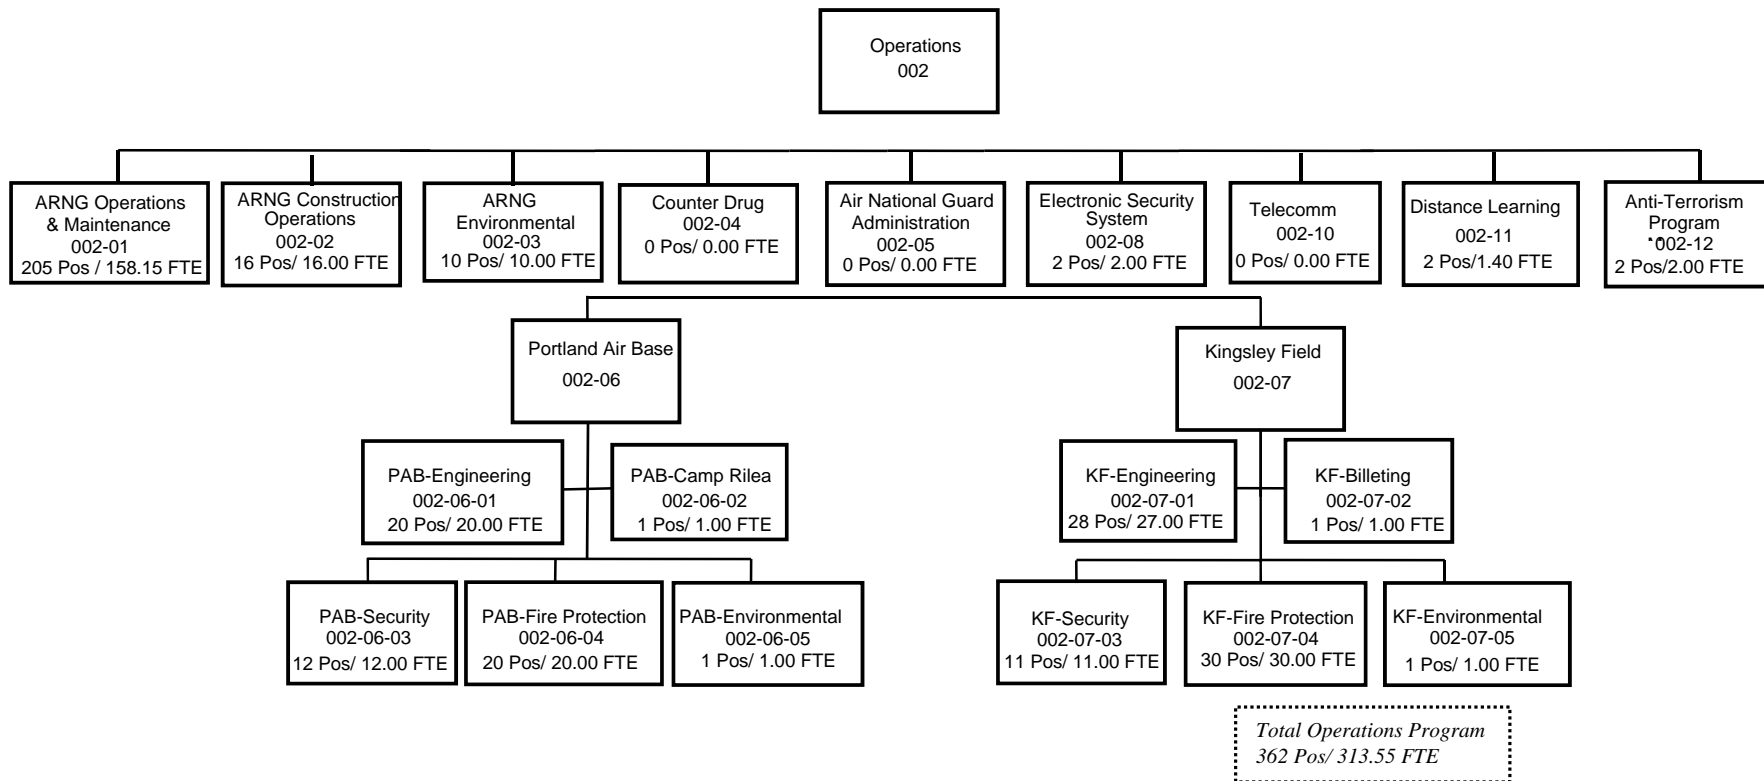 Operations
002
ARNG Operations
& Maintenance
002-01
205 Pos / 158.15 FTE
ARNG Construction
Operations
002-02
16 Pos/ 16.00 FTE
ARNG
Environmental
002-03
10 Pos/ 10.00 FTE
Counter Drug
002-04
0 Pos/ 0.00 FTE
Air National Guard
Administration
002-05
0 Pos/ 0.00 FTE
Electronic Security
System
002-08
2 Pos/ 2.00 FTE
Telecomm
002-10
0 Pos/ 0.00 FTE
Distance Learning
002-11
2 Pos/1.40 FTE
Anti-Terrorism
Program
002-12
2 Pos/2.00 FTE
Portland Air Base
002-06
Kingsley Field
002-07
PAB-Engineering
002-06-01
20 Pos/ 20.00 FTE
PAB-Camp Rilea
002-06-02
1 Pos/ 1.00 FTE
KF-Engineering
002-07-01
28 Pos/ 27.00 FTE
KF-Billeting
002-07-02
1 Pos/ 1.00 FTE
PAB-Security
002-06-03
12 Pos/ 12.00 FTE
PAB-Fire Protection
002-06-04
20 Pos/ 20.00 FTE
PAB-Environmental
002-06-05
1 Pos/ 1.00 FTE
KF-Security
002-07-03
11 Pos/ 11.00 FTE
KF-Fire Protection
002-07-04
30 Pos/ 30.00 FTE
KF-Environmental
002-07-05
1 Pos/ 1.00 FTE
Total Operations Program
362 Pos/ 313.55 FTE